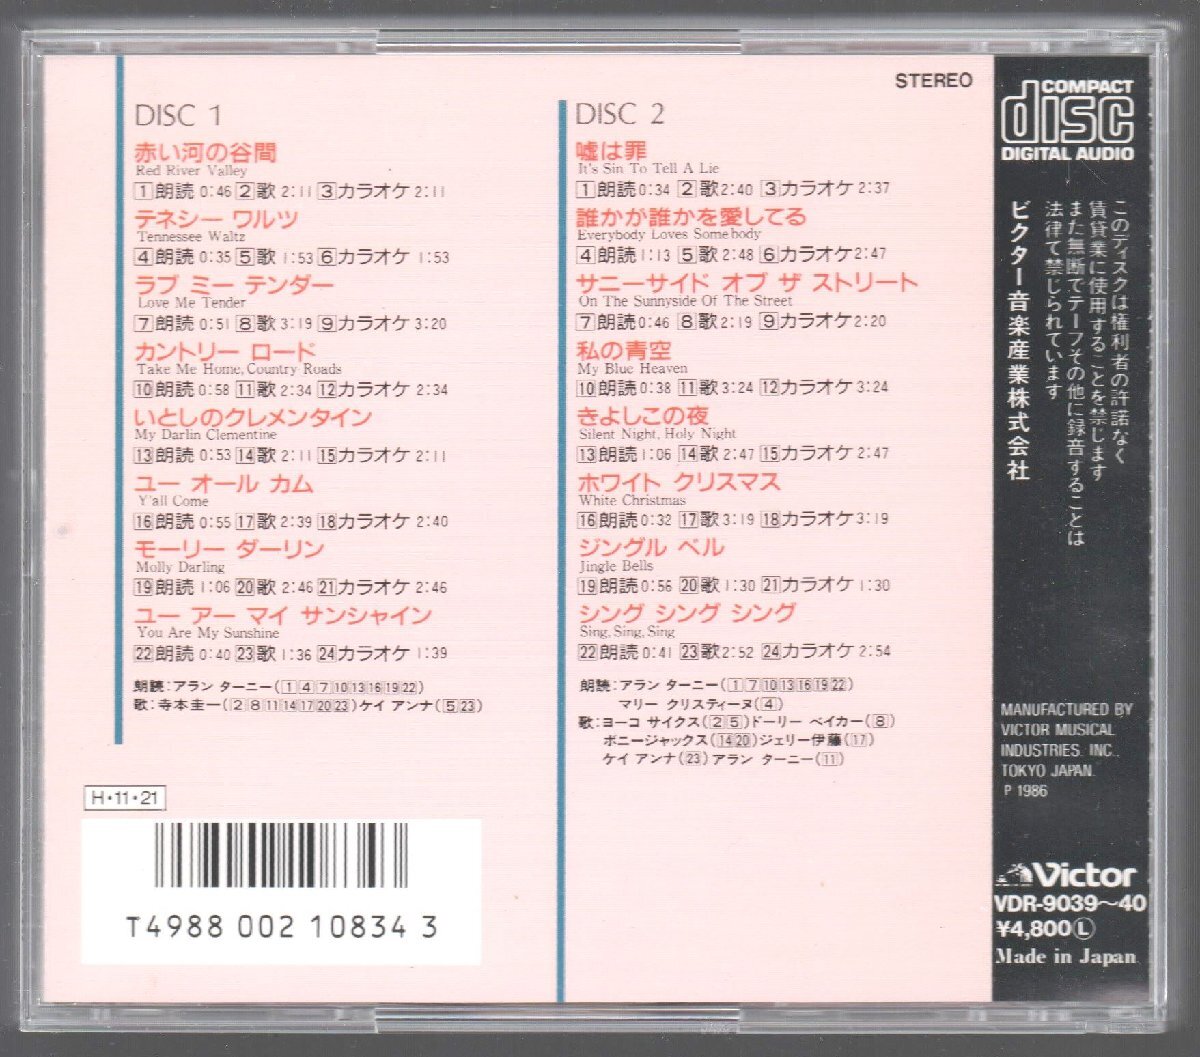 STEREO
DISC 1
赤い河の谷間
Red River Valley
1朗読0:46 2歌2:11 3カラオケ2:11
テネシー ワルツ
Tennessee Waltz
4朗読0:35 5歌1:53 6カラオケ1:53
ラブ ミー テンダー
Love Me Tender
7朗読0:51 8歌3:19 9カラオケ3:20
カントリー ロード
Take Me Home, Country Roads
10朗読0:58 11歌2:34 12カラオケ2:34
いとしのクレメンタイン
My Darlin Clementine
13朗読0:53 14歌2:11 15カラオケ2:11
ユー オール カム
Y'all Come
16朗読0:55 17歌2:39 18カラオケ2:40
モーリー ダーリン
Molly Darling
19朗読1:06 20歌2:46 21カラオケ2:46
ユー アー マイ サンシャイン
You Are My Sunshine
22朗読0:40 23歌1:36 24カラオケ1:39
朗読:アラン ターニー(1 4 7 10 13 16 19 22)
歌:寺本圭一(2 8 11 14 17 20 23)ケイ アンナ(5 23)
DISC 2
嘘は罪
It's Sin To Tell A Lie
1朗読0:34 2歌2:40 3カラオケ2:37
誰かが誰かを愛してる
Everybody Loves Somebody
4朗読1:13 5歌2:48 6カラオケ2:47
サニーサイド オブ ザ ストリート
On The Sunnyside Of The Street
7朗読0:46 8歌2:19 9カラオケ2:20
私の青空
My Blue Heaven
10朗読0:38 11歌3:24 12カラオケ3:24
きよしこの夜
Silent Night, Holy Night
13朗読1:06 14歌2:47 15カラオケ2:47
ホワイト クリスマス
White Christmas
16朗読0:32 17歌3:19 18カラオケ3:19
ジングル ベル
Jingle Bells
19朗読0:56 20歌1:30 21カラオケ1:30
シング シング シング
Sing, Sing, Sing
22朗読0:41 23歌2:52 24カラオケ2:54
朗読:アラン ターニー(1 7 10 13 16 19 22)
マリー クリスティーヌ(4)
歌:ヨーコ サイクス(2 5)ドーリー ベイカー(8)
ボニージャックス(14 20)ジェリー伊藤(17)
ケイ アンナ(23)アラン ターニー(11)
H・11・21
T4988 002 10834 3
COMPACT
disc
DIGITAL AUDIO
このディスクは権利者の許諾なく
賃貸業に使用することを禁じます
また無断でテープその他に録音することは
法律で禁じられています
ビクター音楽産業株式会社
MANUFACTURED BY
VICTOR MUSICAL
INDUSTRIES. INC.,
TOKYO JAPAN.
P 1986
Victor
VDR-9039〜40
¥4,800Ⓛ
Made in Japan